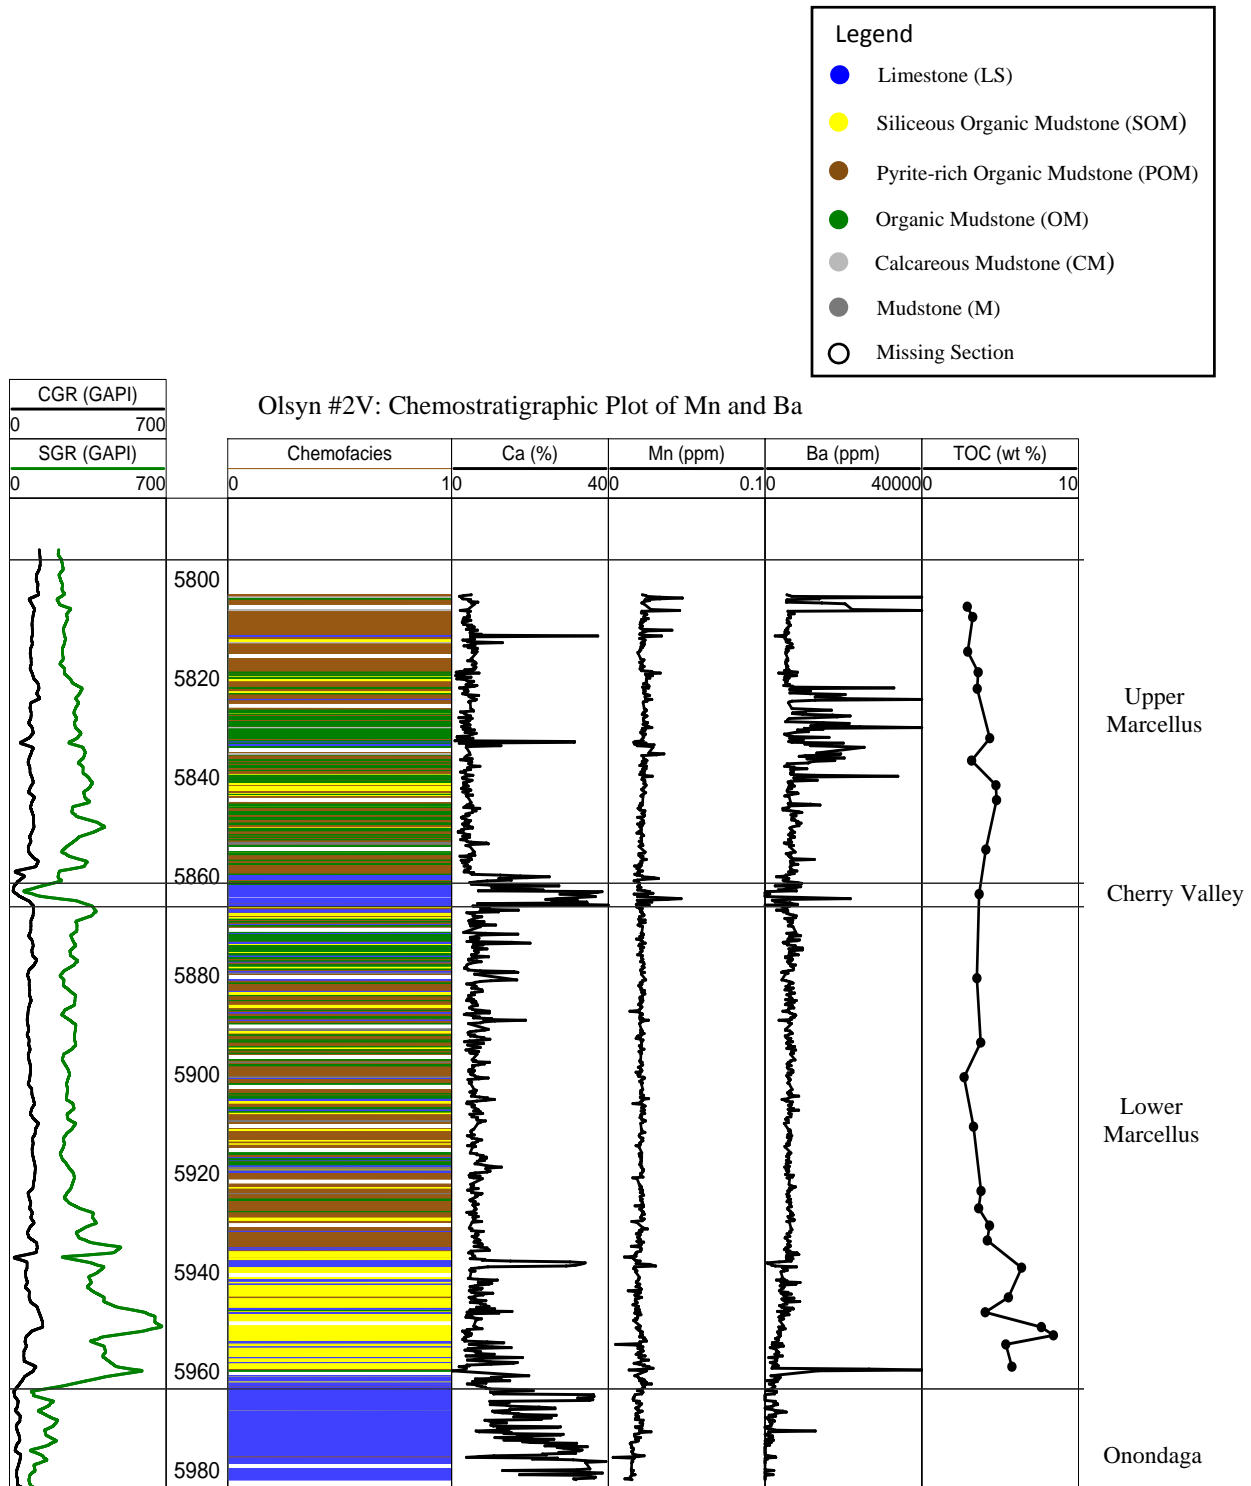 Legend
Limestone (LS)
Siliceous Organic Mudstone (SOM)
Pyrite-rich Organic Mudstone (POM)
Organic Mudstone (OM)
Calcareous Mudstone (CM)
Mudstone (M)
Missing Section
CGR (GAPI)
0 700
Olsyn #2V: Chemostratigraphic Plot of Mn and Ba
SGR (GAPI) Chemofacies Ca (%) Mn (ppm) Ba (ppm) TOC (wt %)
0 700 0 1 0 40 0 0.1 0 40000 0 10
5800
5820
Upper
Marcellus
5840
5860
Cherry Valley
5880
5900
Lower
Marcellus
5920
5940
5960
Onondaga
5980